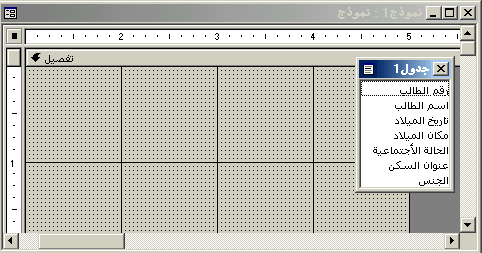 نموذج1 : نموذج
1 2 3 4 5
تفصيل
1
جدول1
رقم الطالب
اسم الطالب
تاريخ الميلاد
مكان الميلاد
الحالة الأجتماعية
عنوان السكن
الجنس